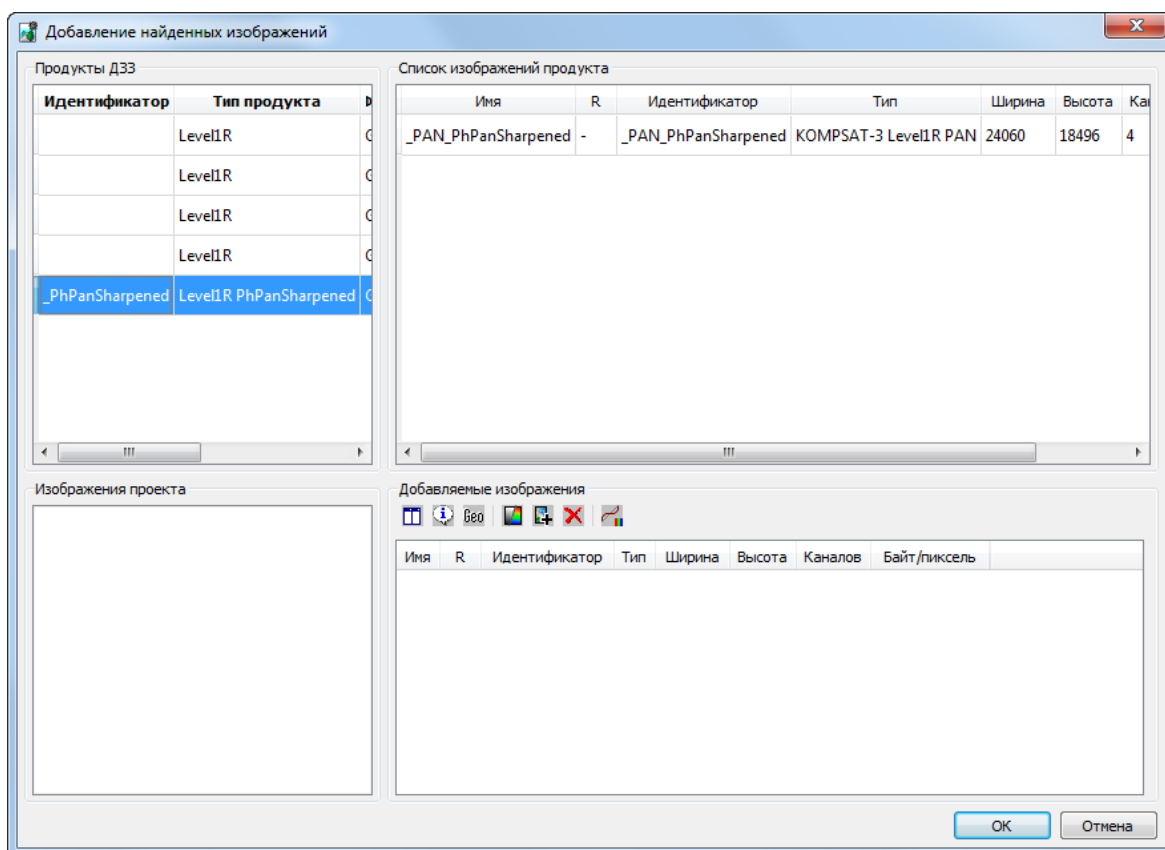 Добавление найденных изображений
Продукты ДЗЗ
Идентификатор Тип продукта
Level1R
Level1R
Level1R
Level1R
_PhPanSharpened Level1R PhPanSharpened
Список изображений продукта
Имя R Идентификатор Тип Ширина Высота Ка
_PAN_PhPanSharpened - _PAN_PhPanSharpened KOMPSAT-3 Level1R PAN 24060 18496 4
Изображения проекта
Добавляемые изображения
Geo
Имя R Идентификатор Тип Ширина Высота Каналов Байт/пиксель
OK Отмена